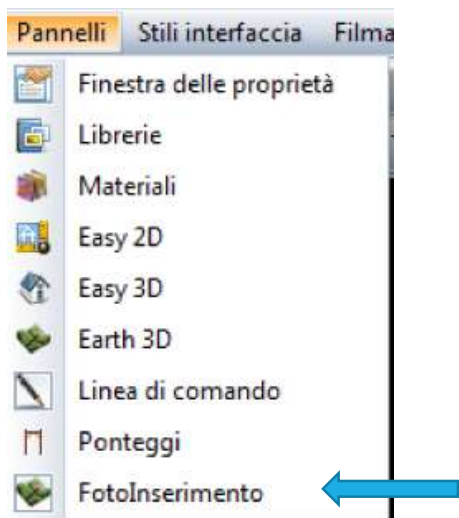 Pannelli Stili interfaccia Filma
Finestra delle proprietà
Librerie
Materiali
Easy 2D
Easy 3D
Earth 3D
Linea di comando
Ponteggi
FotoInserimento